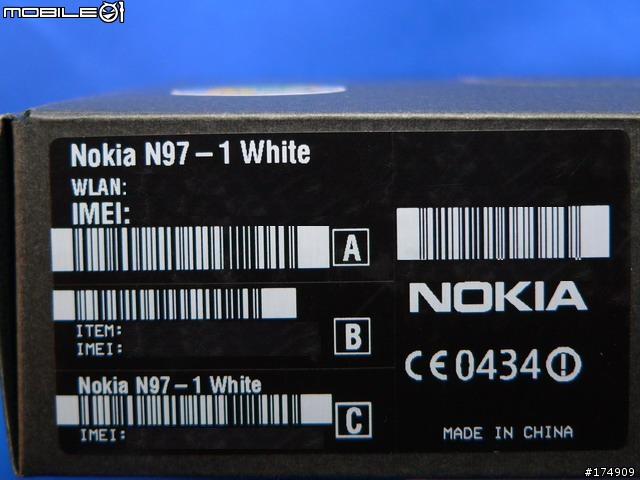 MOBILE01
Nokia N97-1 White
WLAN:
IMEI:
A
ITEM:
IMEI:
B
Nokia N97-1 White
IMEI:
C
NOKIA
CE0434
MADE IN CHINA
#174909